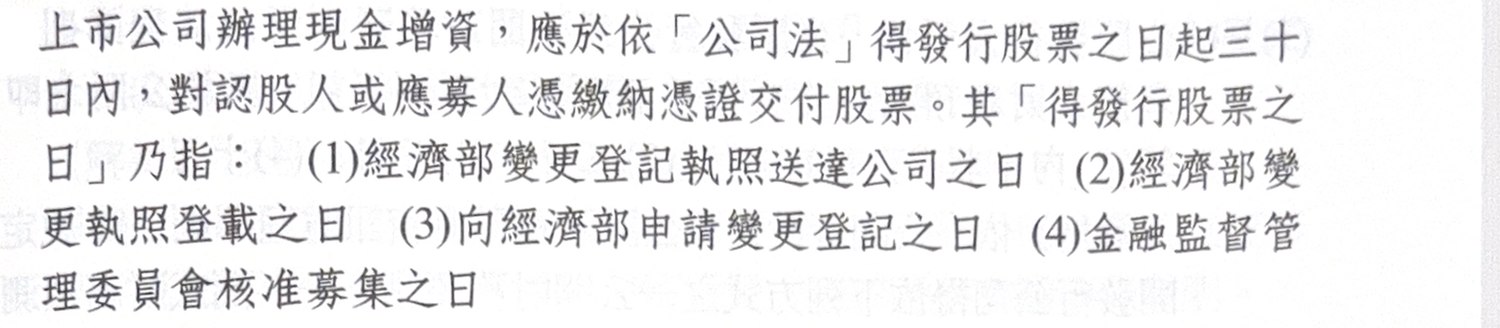 上市公司辦理現金增資，應於依「公司法」得發行股票之日起三十
日內，對認股人或應募人憑繳納憑證交付股票。其「得發行股票之
日」乃指： (1)經濟部變更登記執照送達公司之日 (2)經濟部變
更執照登載之日 (3)向經濟部申請變更登記之日 (4)金融監督管
理委員會核准募集之日